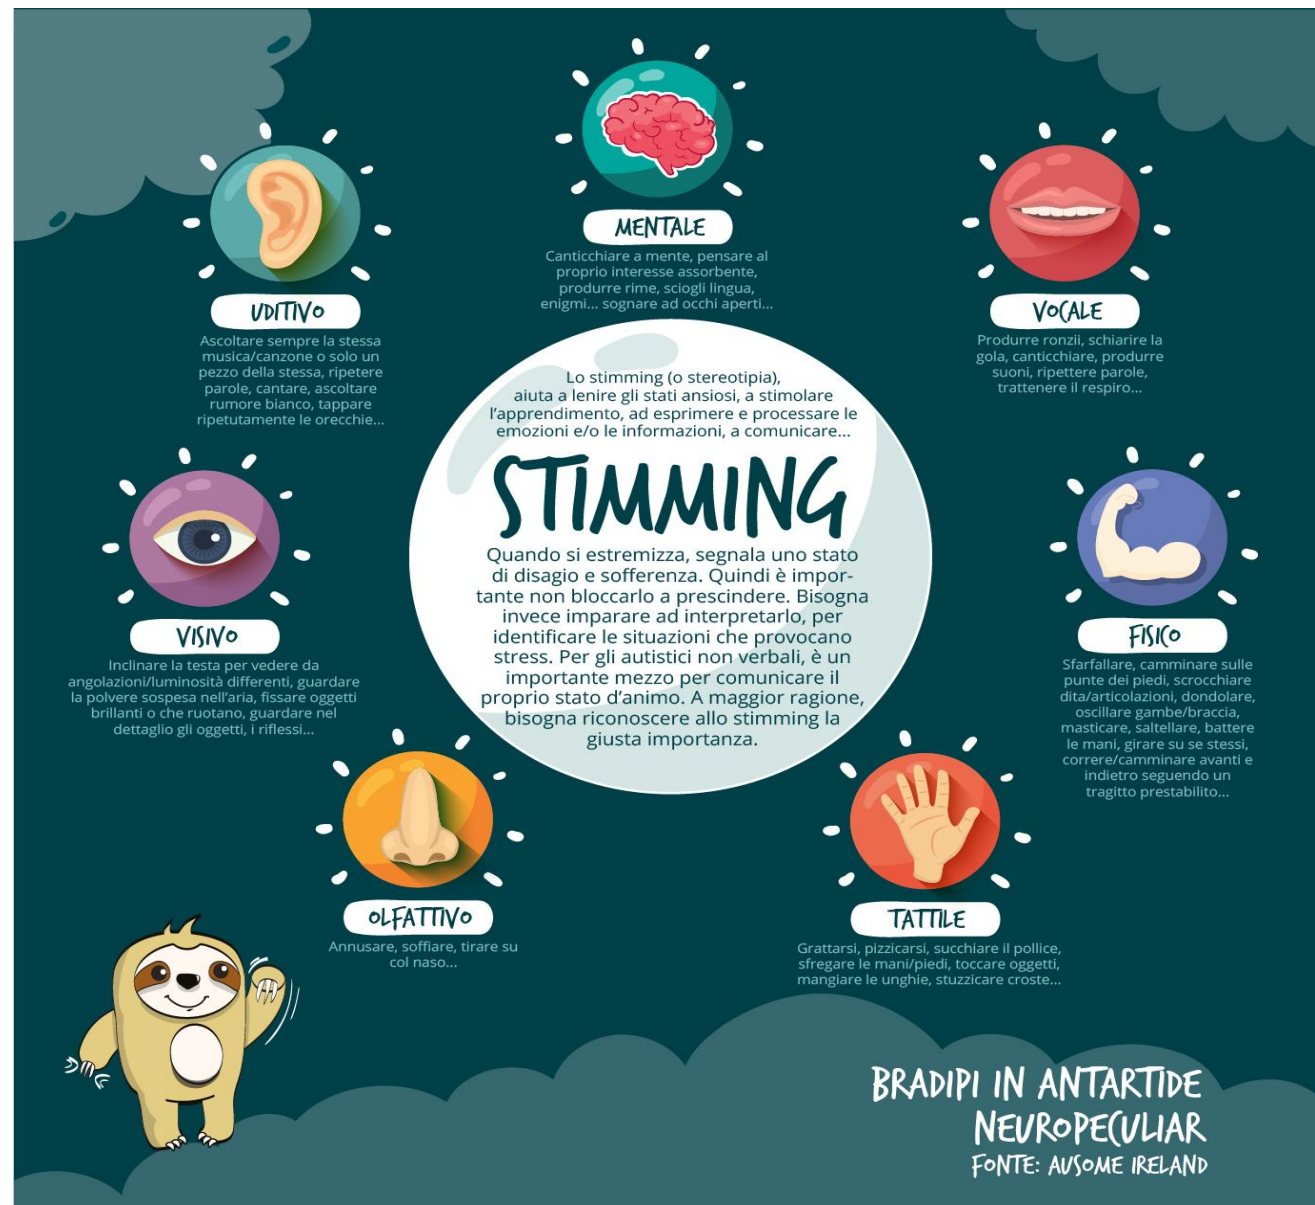 MENTALE
Canticchiare a mente, pensare al
proprio interesse assorbente,
produrre rime, sciogli lingua,
enigmi... sognare ad occhi aperti...
UDITIVO
Ascoltare sempre la stessa
musica/canzone o solo un
pezzo della stessa, ripetere
parole, cantare, ascoltare
rumore bianco, tappare
ripetutamente le orecchie...
VOCALE
Produrre ronzii, schiarire la
gola, canticchiare, produrre
suoni, ripettere parole,
trattenere il respiro...
Lo stimming (o stereotipia),
aiuta a lenire gli stati ansiosi, a stimolare
l'apprendimento, ad esprimere e processare le
emozioni e/o le informazioni, a comunicare...
STIMMING
Quando si estremizza, segnala uno stato
di disagio e sofferenza. Quindi è impor-
tante non bloccarlo a prescindere. Bisogna
invece imparare ad interpretarlo, per
identificare le situazioni che provocano
stress. Per gli autistici non verbali, è un
importante mezzo per comunicare il
proprio stato d'animo. A maggior ragione,
bisogna riconoscere allo stimming la
giusta importanza.
VISIVO
Inclinare la testa per vedere da
angolazioni/luminosità differenti, guardare
la polvere sospesa nell'aria, fissare oggetti
brillanti o che ruotano, guardare nel
dettaglio gli oggetti, i riflessi...
FISICO
Sfarfallare, camminare sulle
punte dei piedi, scrocchiare
dita/articolazioni, dondolare,
oscillare gambe/braccia,
masticare, saltellare, battere
le mani, girare su se stessi,
correre/camminare avanti e
indietro seguendo un
tragitto prestabilito...
OLFATTIVO
Annusare, soffiare, tirare su
col naso...
TATTILE
Grattarsi, pizzicarsi, succhiare il pollice,
sfregare le mani/piedi, toccare oggetti,
mangiare le unghie, stuzzicare croste...
BRADIPI IN ANTARTIDE
NEUROPECULIAR
FONTE: AUSOME IRELAND